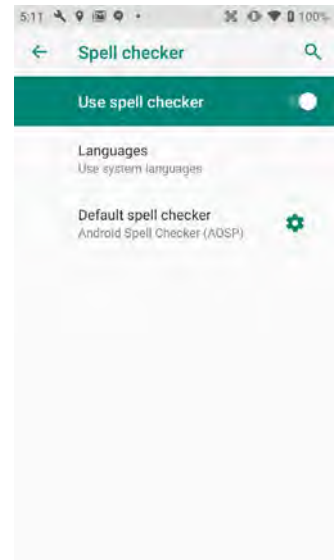 5:11 100%
Spell checker
Use spell checker
Languages
Use system languages
Default spell checker
Android Spell Checker (AOSP)